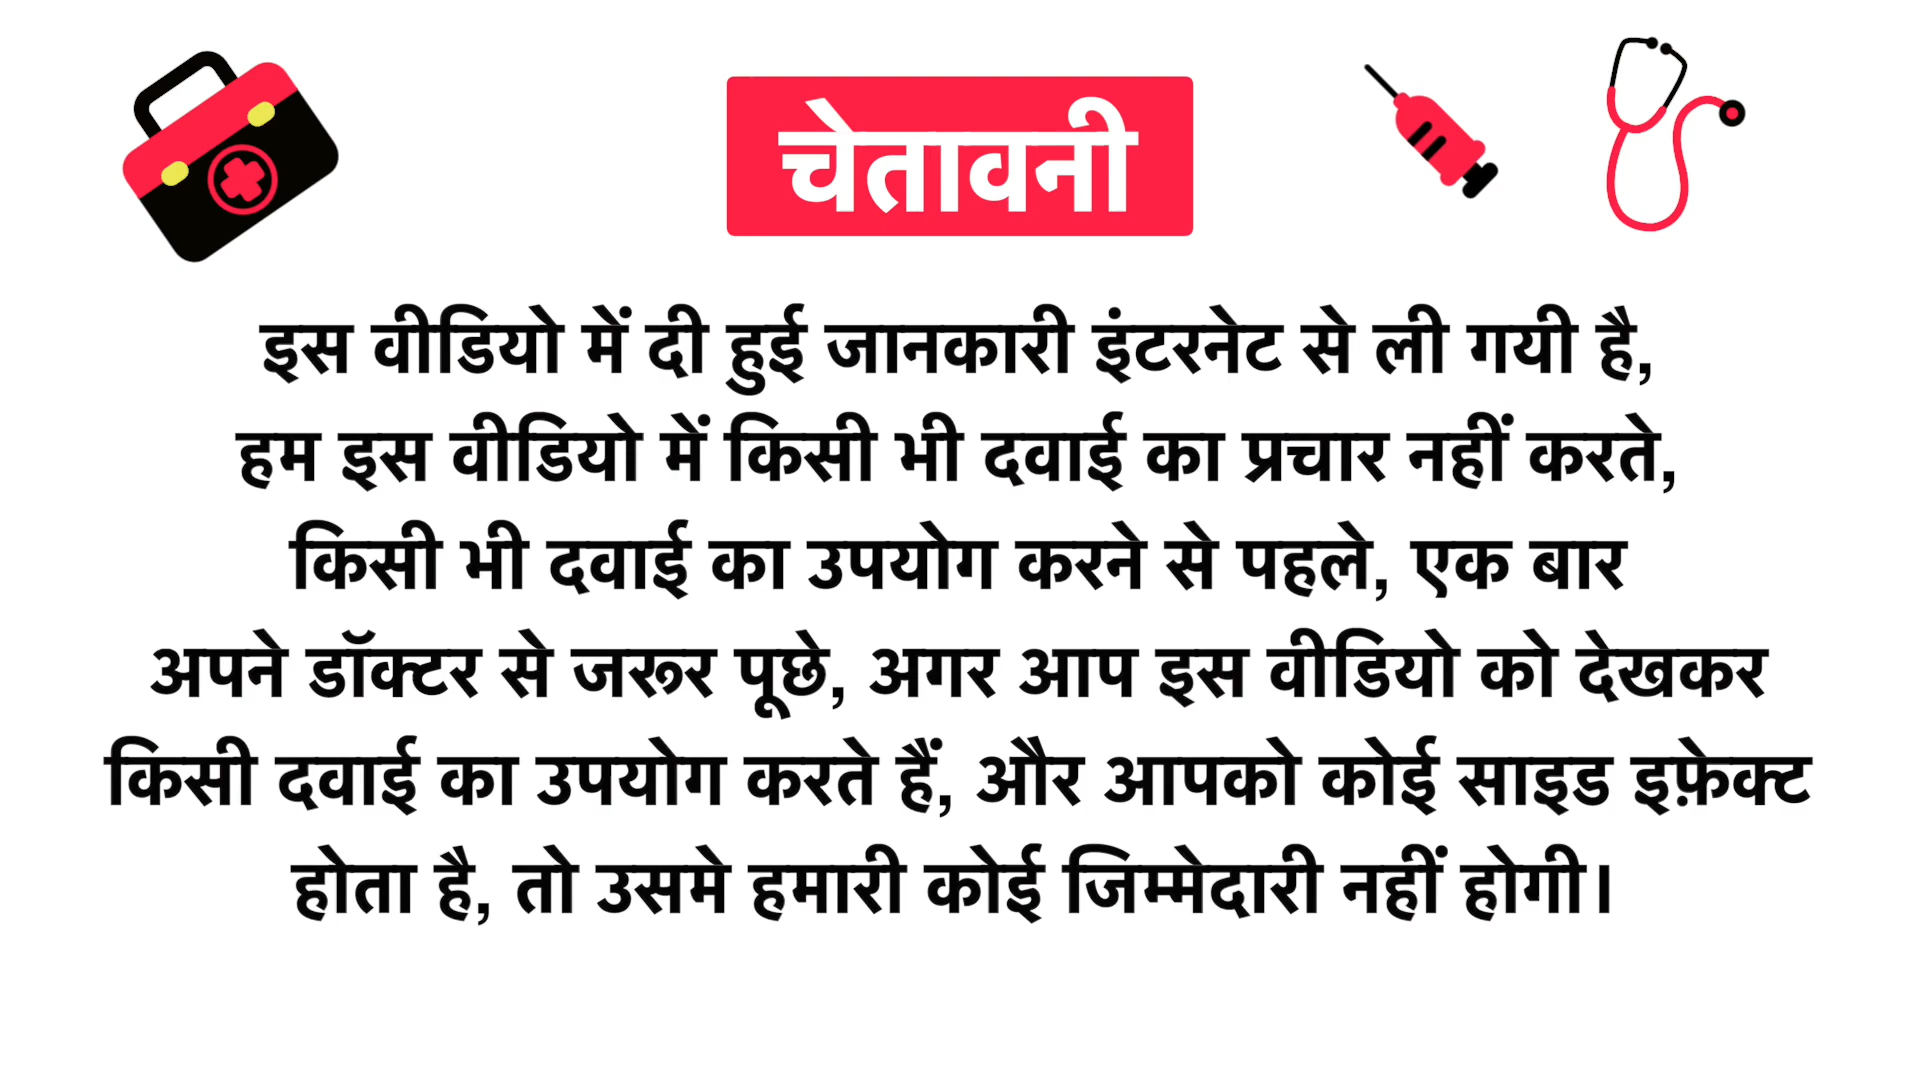 चेतावनी
इस वीडियो में दी हुई जानकारी इंटरनेट से ली गयी है,
हम इस वीडियो में किसी भी दवाई का प्रचार नहीं करते,
किसी भी दवाई का उपयोग करने से पहले, एक बार
अपने डॉक्टर से जरूर पूछे, अगर आप इस वीडियो को देखकर
किसी दवाई का उपयोग करते हैं, और आपको कोई साइड इफ़ेक्ट
होता है, तो उसमे हमारी कोई जिम्मेदारी नहीं होगी।